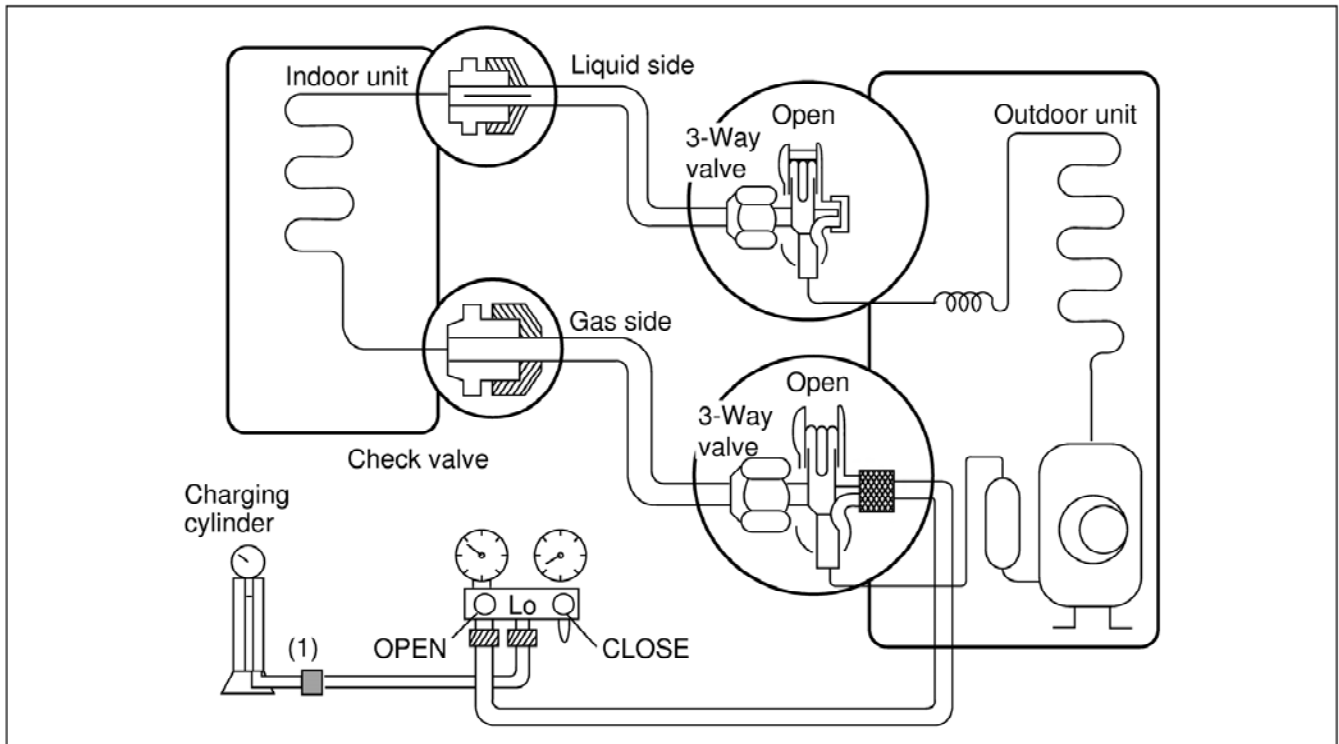 Indoor unit
Liquid side
Open
3-Way
valve
Outdoor unit
Gas side
Open
3-Way
valve
Check valve
Charging
cylinder
Lo
(1)
OPEN
CLOSE